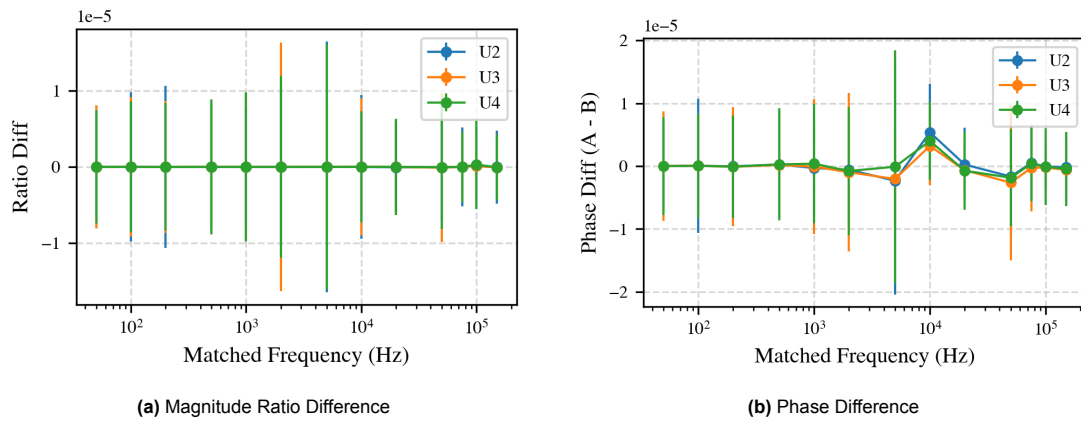 1e−5
U2
U3
U4
1
0
−1
Ratio Diff
10² 10³ 10⁴ 10⁵
Matched Frequency (Hz)
(a) Magnitude Ratio Difference
1e−5
U2
U3
U4
2
1
0
−1
−2
Phase Diff (A - B)
10² 10³ 10⁴ 10⁵
Matched Frequency (Hz)
(b) Phase Difference